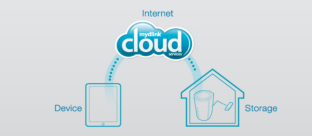 Internet
mydlink
cloud
SERVICES
Device
Storage